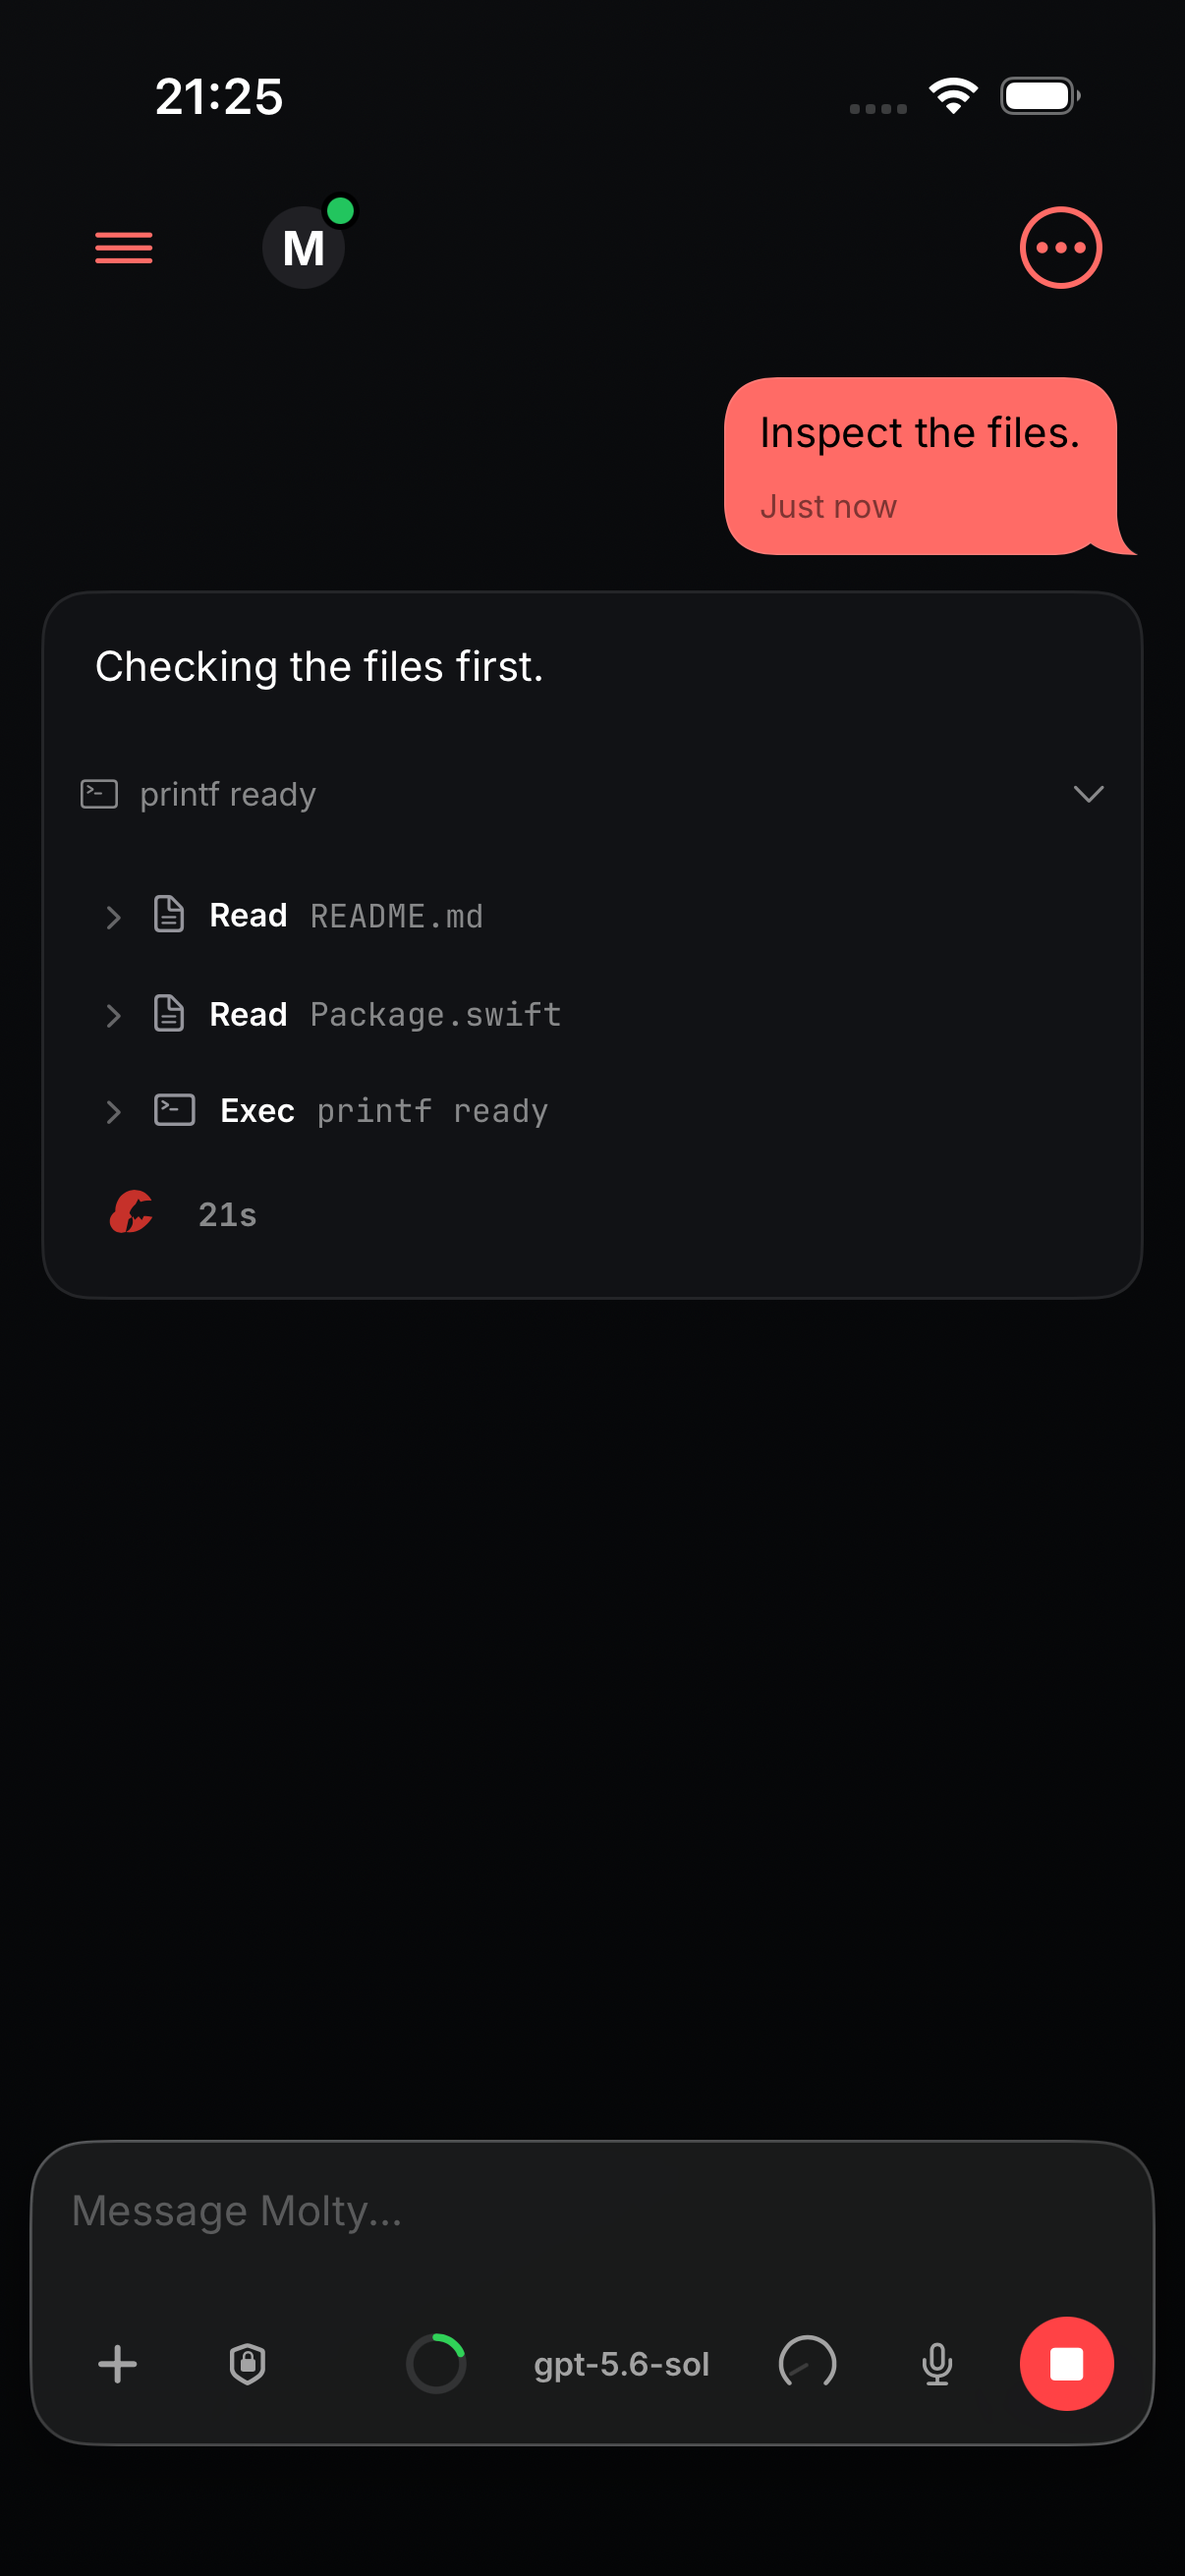 21:25
M
Inspect the files.
Just now
Checking the files first.
printf ready
Read README.md
Read Package.swift
Exec printf ready
21s
Message Molty...
gpt-5.6-sol